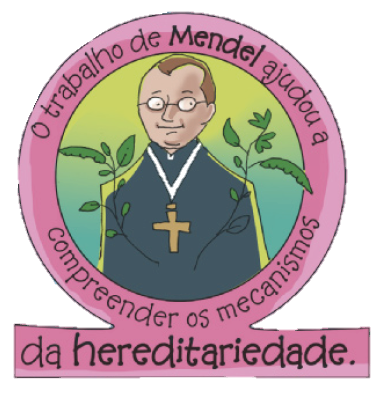 O trabalho de Mendel ajudou a
compreender os mecanismos
da hereditariedade.